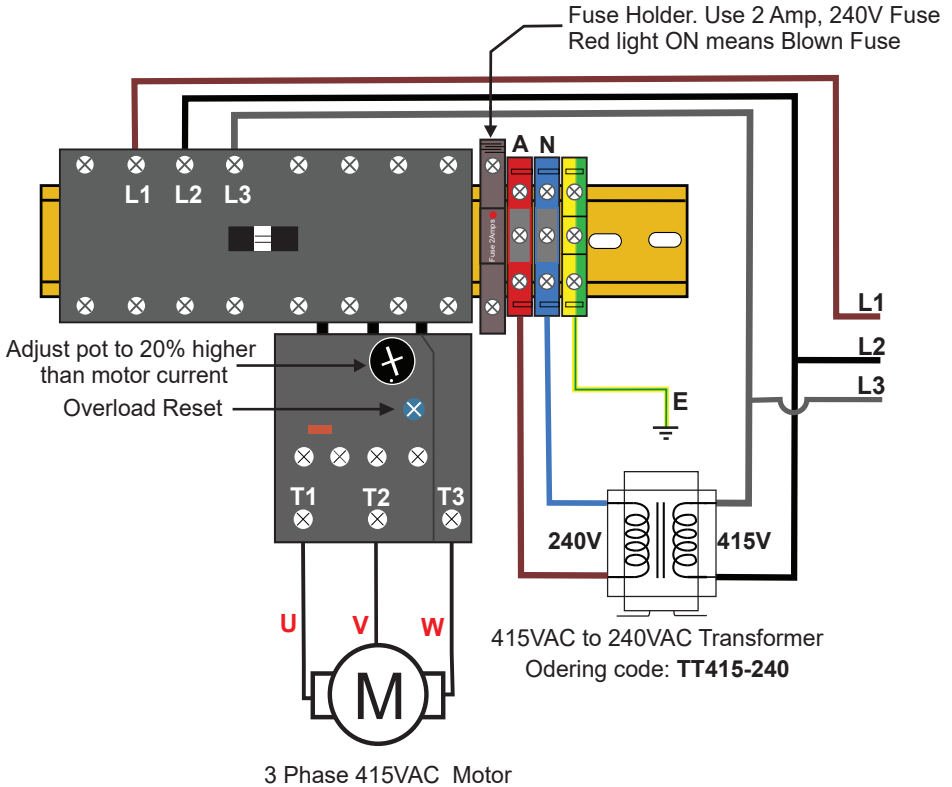 Fuse Holder. Use 2 Amp, 240V Fuse
Red light ON means Blown Fuse
A N
L1 L2 L3
Fuse 2Amps
L1
L2
L3
Adjust pot to 20% higher
than motor current
Overload Reset
E
T1 T2 T3
240V 415V
U V W
415VAC to 240VAC Transformer
Odering code: TT415-240
M
3 Phase 415VAC Motor